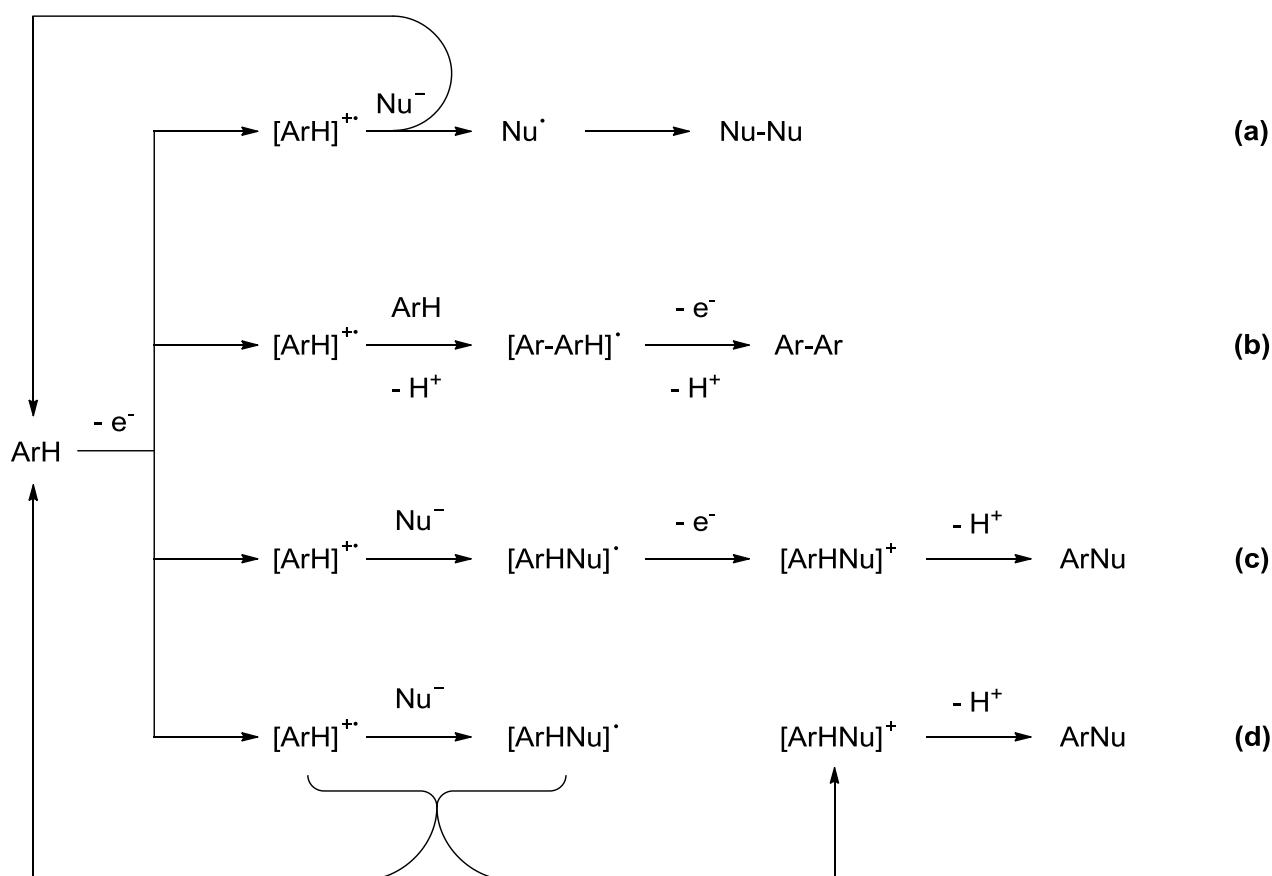 Nu⁻
[ArH]⁺• Nu• Nu-Nu (a)
ArH - e⁻
[ArH]⁺• [Ar-ArH]• Ar-Ar (b)
- H⁺ - H⁺
- e⁻
ArH
Nu⁻ - e⁻ - H⁺
[ArH]⁺• [ArHNu]• [ArHNu]⁺ ArNu (c)
Nu⁻ - H⁺
[ArH]⁺• [ArHNu]• [ArHNu]⁺ ArNu (d)